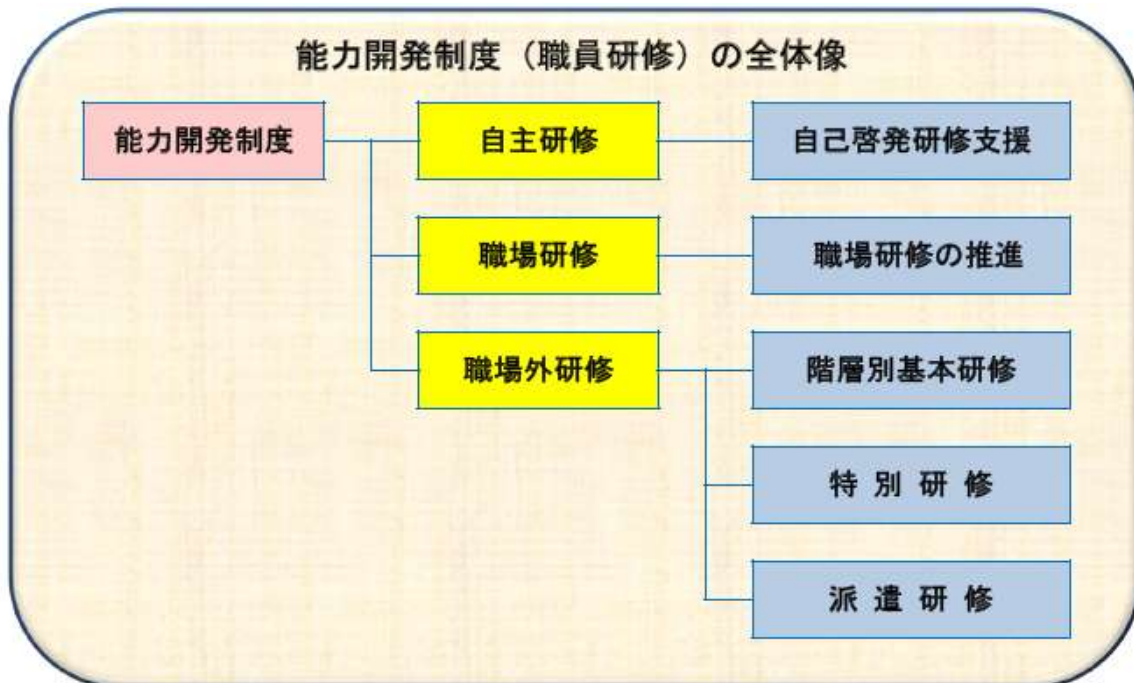 能力開発制度（職員研修）の全体像
能力開発制度
自主研修
自己啓発研修支援
職場研修
職場研修の推進
職場外研修
階層別基本研修
特 別 研 修
派 遣 研 修